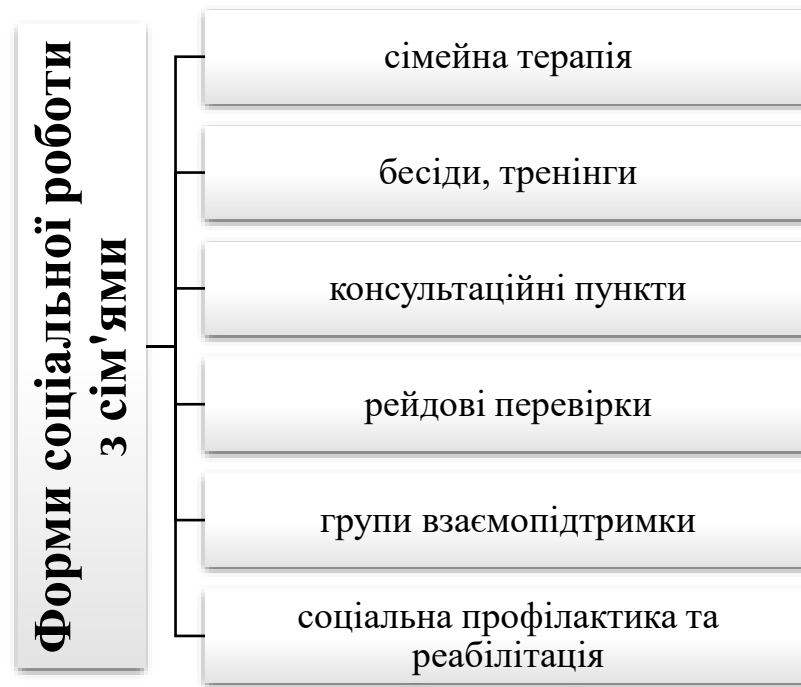 Форми соціальної роботи
з сім'ями
сімейна терапія
бесіди, тренінги
консультаційні пункти
рейдові перевірки
групи взаємопідтримки
соціальна профілактика та
реабілітація